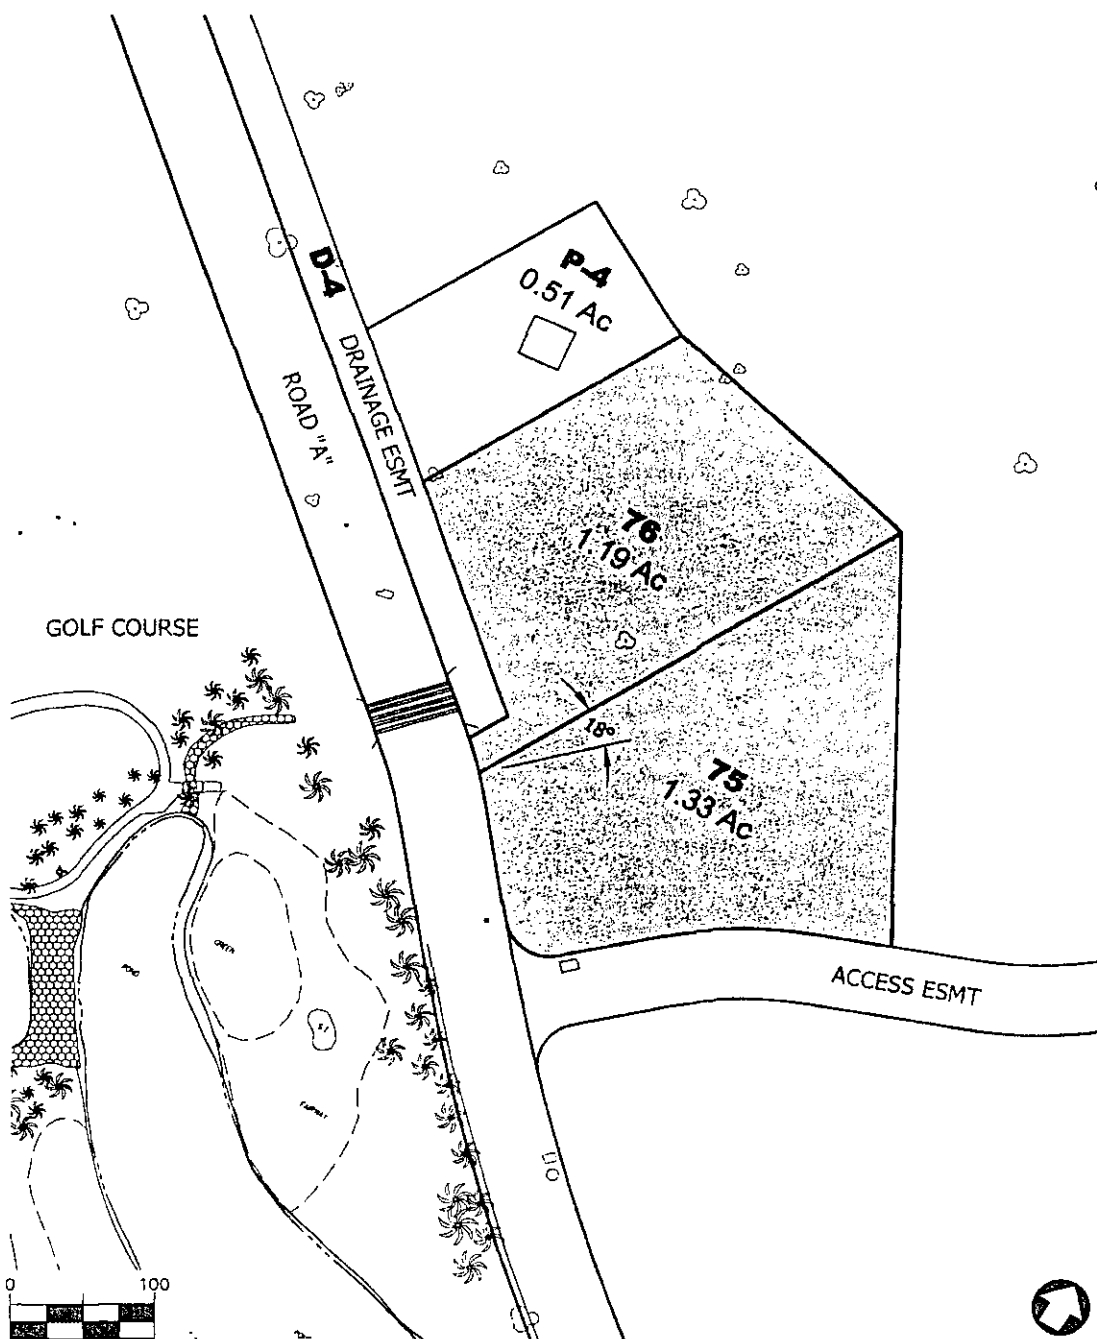 D-4
DRAINAGE ESMT
ROAD "A"
P-4
0.51 Ac
76
1.19 Ac
GOLF COURSE
18°
75
1.33 Ac
GREEN
ACCESS ESMT
0 100